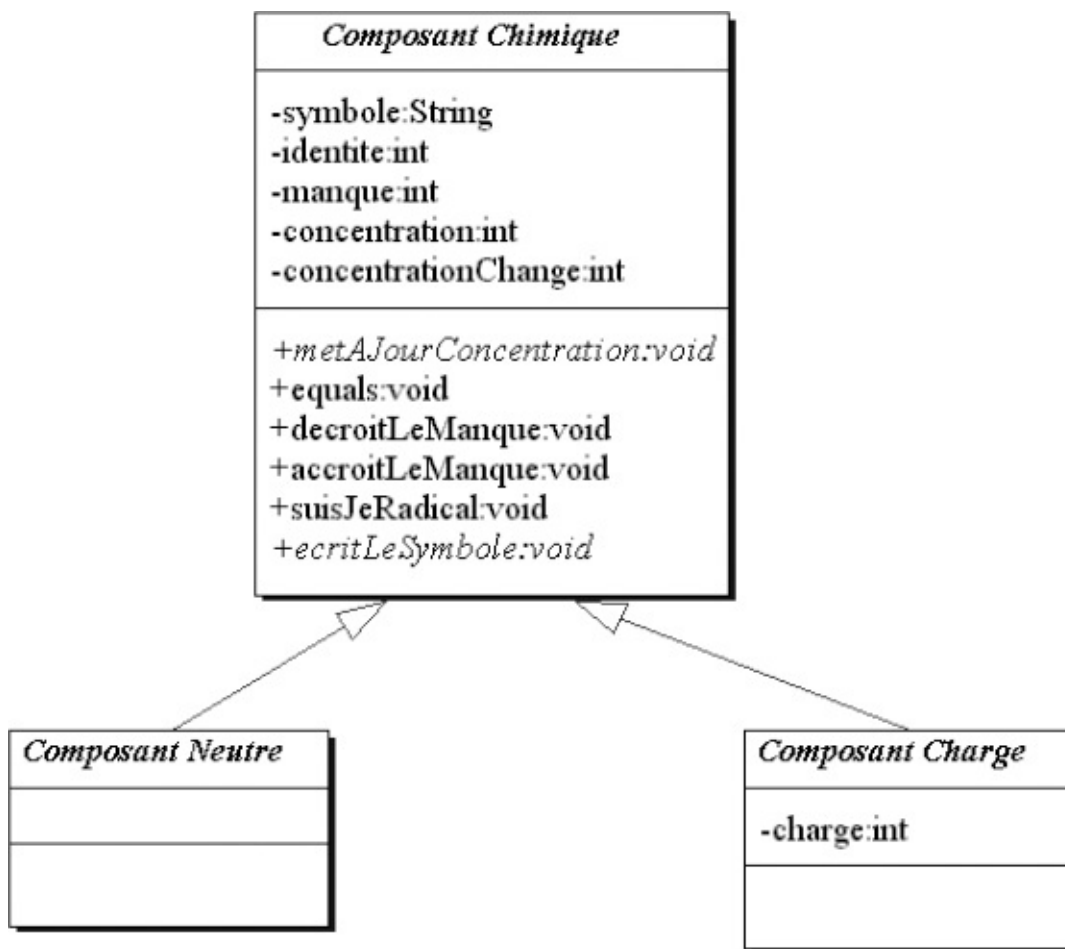 Composant Chimique
-symbole:String
-identite:int
-manque:int
-concentration:int
-concentrationChange:int
+metAJourConcentration:void
+equals:void
+decroitLeManque:void
+accroitLeManque:void
+suisJeRadical:void
+ecritLeSymbole:void
Composant Neutre
Composant Charge
-charge:int